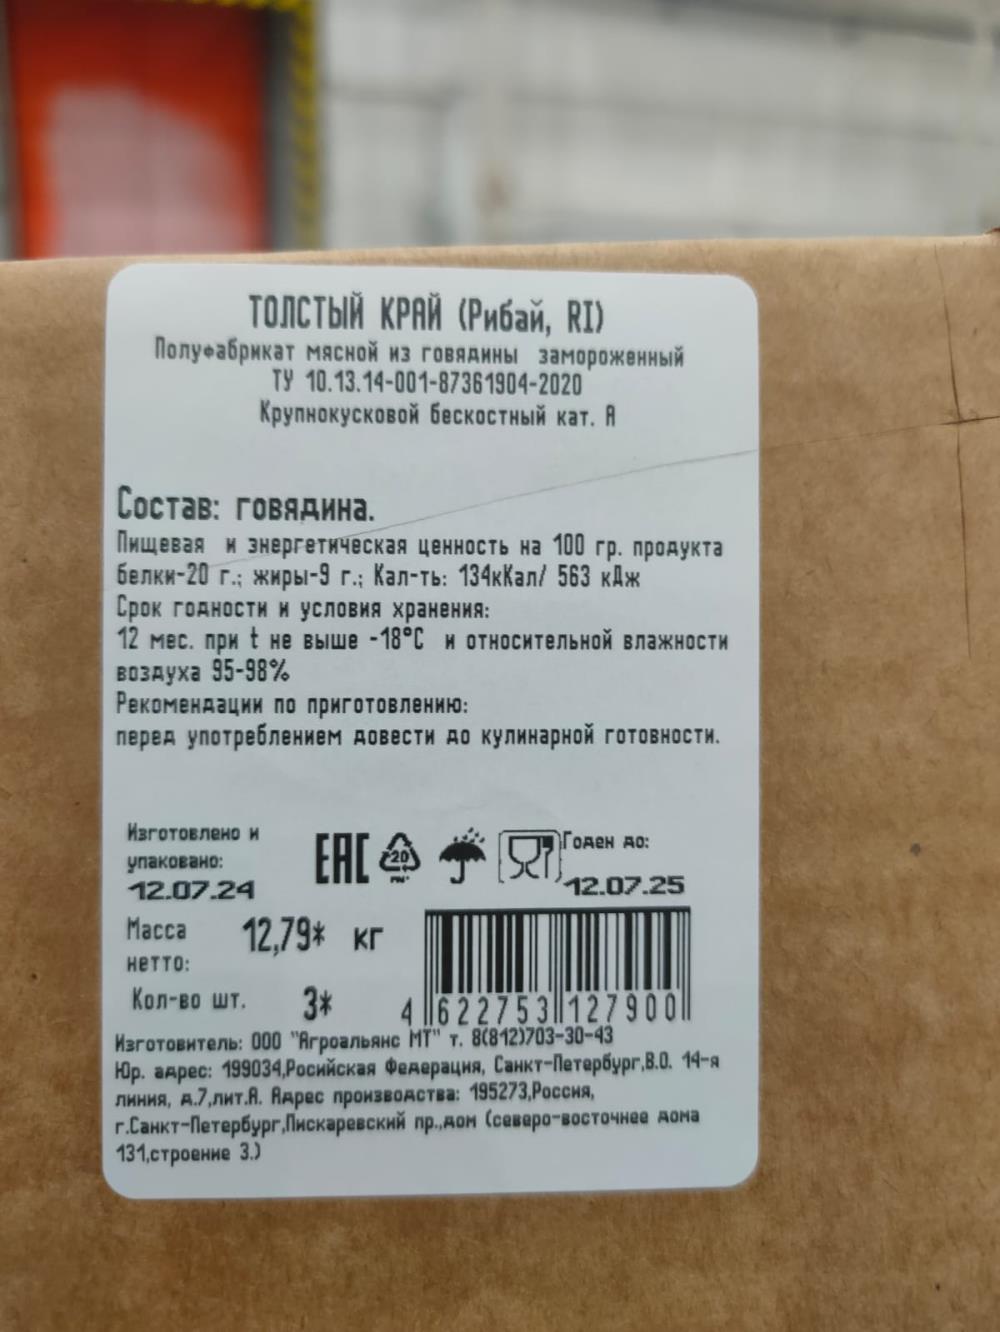 ТОЛСТЫЙ КРАЙ (Рибай, RI)
Полуфабрикат мясной из говядины замороженный
ТУ 10.13.14-001-87361904-2020
Крупнокусковой бескостный кат. А
Состав: говядина.
Пищевая и энергетическая ценность на 100 гр. продукта
белки-20 г.; жиры-9 г.; Кал-ть: 134кКал/ 563 кДж
Срок годности и условия хранения:
12 мес. при t не выше -18°С и относительной влажности
воздуха 95-98%
Рекомендации по приготовлению:
перед употреблением довести до кулинарной готовности.
Изготовлено и
упаковано:
12.07.24
EAC
20
Годен до:
12.07.25
Масса
нетто:
12,79* кг
Кол-во шт.
3*
4 622753 127900
Изготовитель: ООО "Агроальянс МТ" т. 8(812)703-30-43
Юр. адрес: 199034,Росийская Федерация, Санкт-Петербург,В.О. 14-я
линия, д.7,лит.А. Адрес производства: 195273,Россия,
г.Санкт-Петербург,Пискаревский пр.,дом (северо-восточнее дома
131,строение 3.)